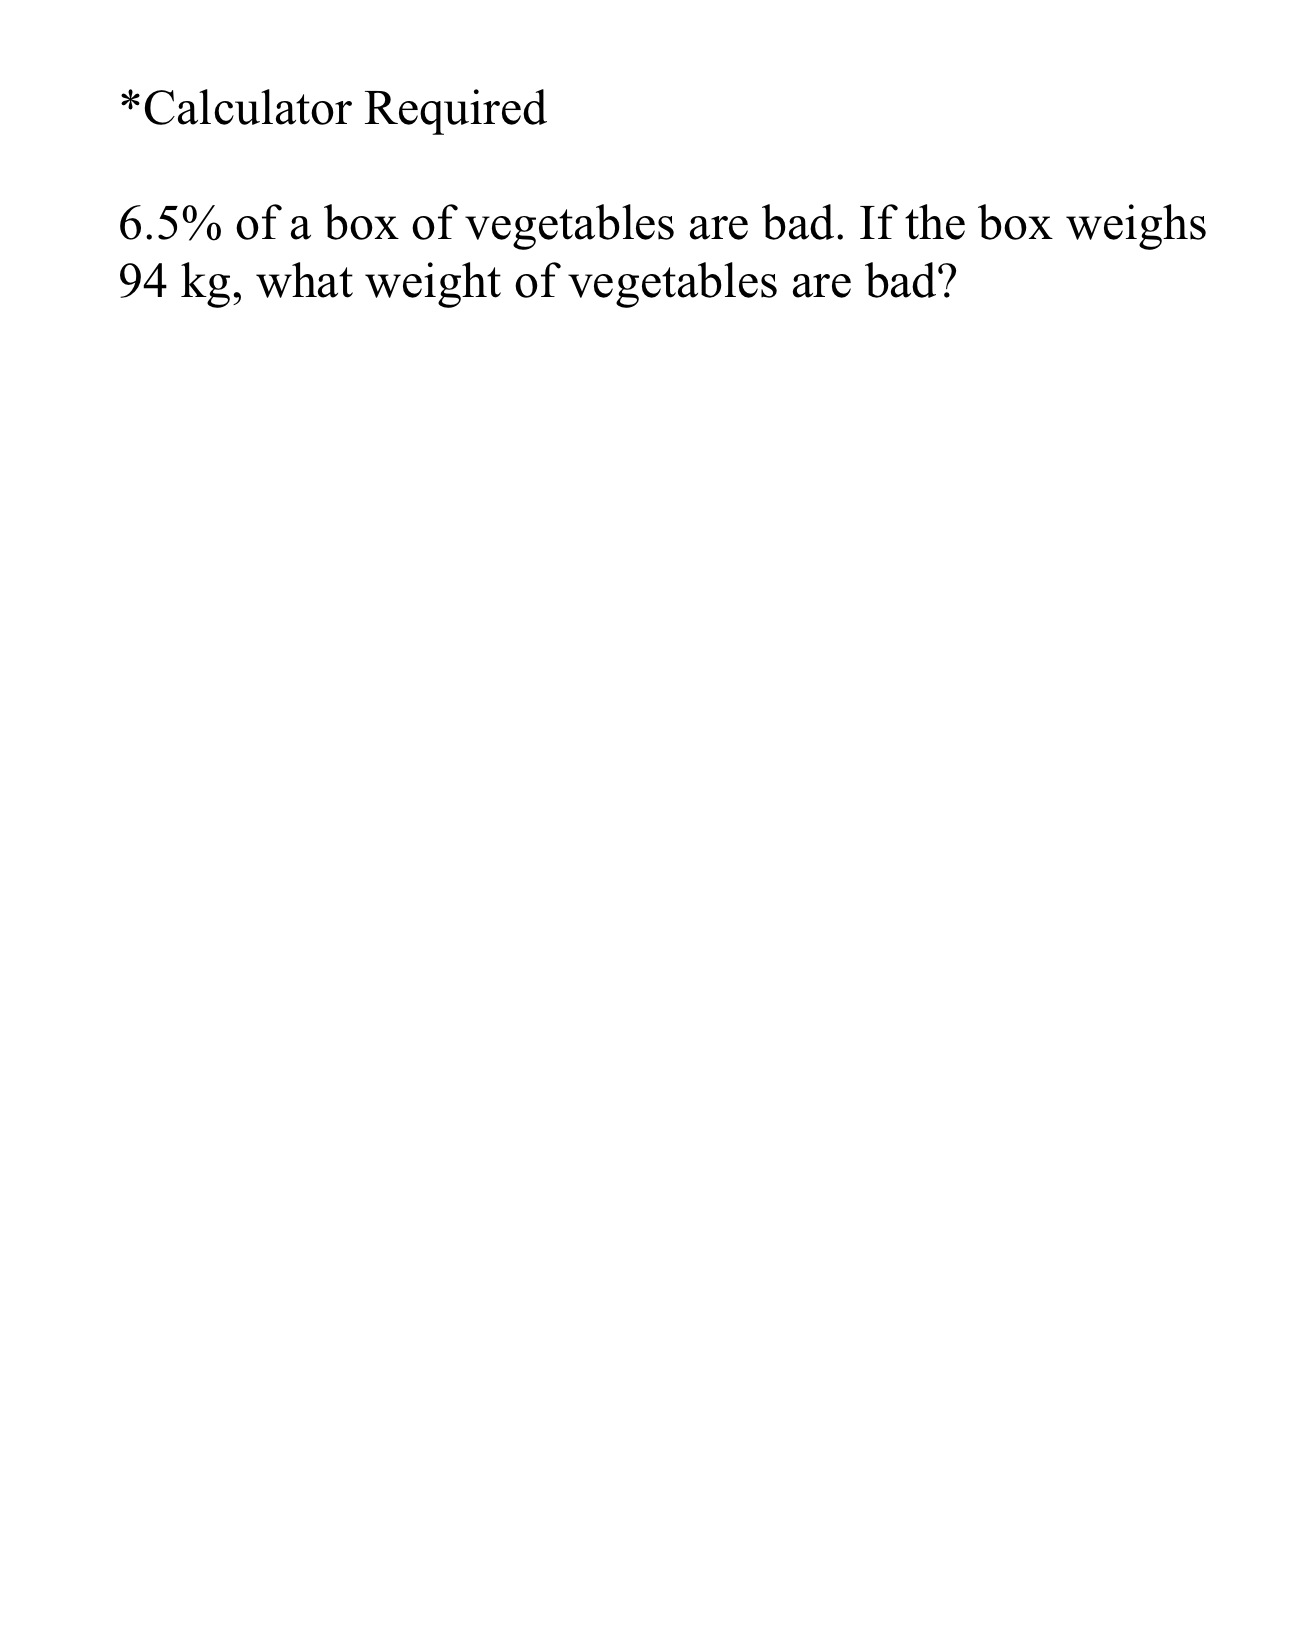 *Calculator Required
6.5% of a box of vegetables are bad. If the box weighs
94 kg, what weight of vegetables are bad?